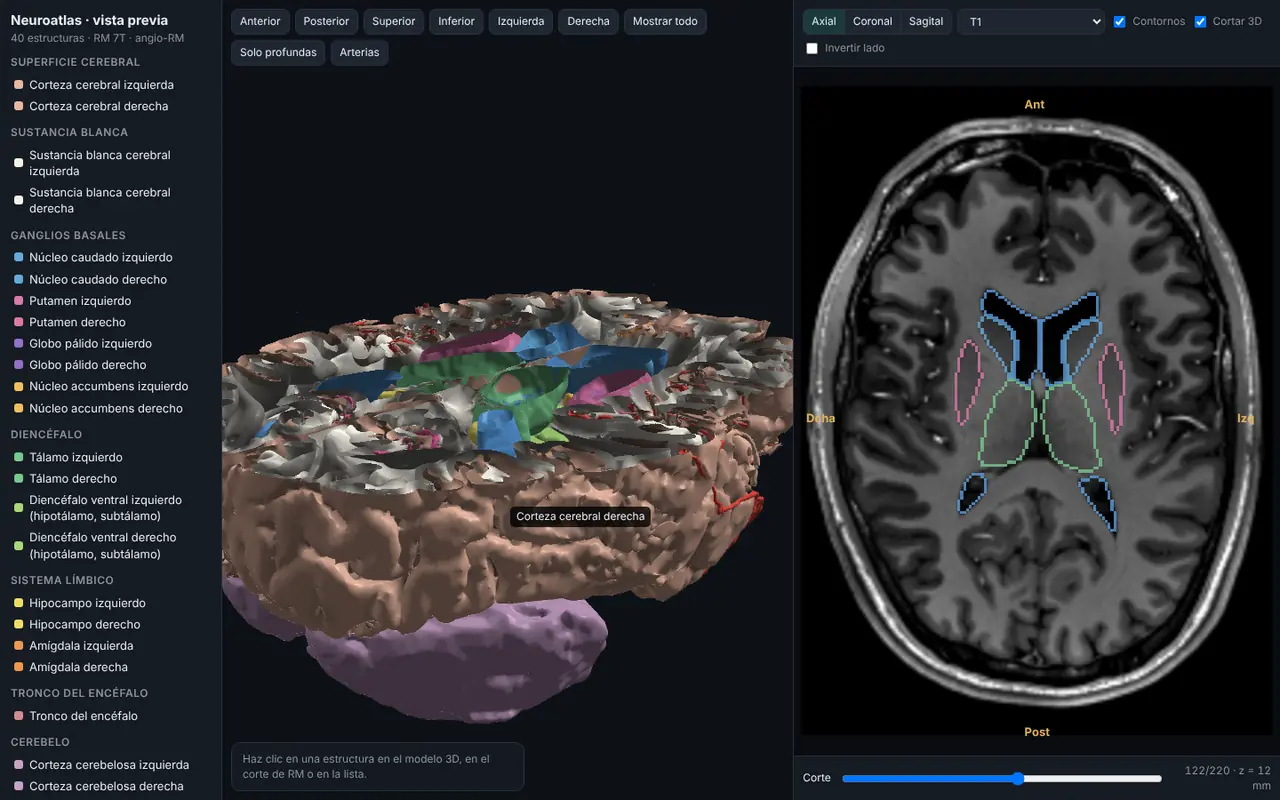 Neuroatlas · vista previa
40 estructuras · RM 7T · angio-RM
SUPERFICIE CEREBRAL
Corteza cerebral izquierda
Corteza cerebral derecha
SUSTANCIA BLANCA
Sustancia blanca cerebral
izquierda
Sustancia blanca cerebral
derecha
GANGLIOS BASALES
Núcleo caudado izquierdo
Núcleo caudado derecho
Putamen izquierdo
Putamen derecho
Globo pálido izquierdo
Globo pálido derecho
Núcleo accumbens izquierdo
Núcleo accumbens derecho
DIENCÉFALO
Tálamo izquierdo
Tálamo derecho
Diencéfalo ventral izquierdo
(hipotálamo, subtálamo)
Diencéfalo ventral derecho
(hipotálamo, subtálamo)
SISTEMA LÍMBICO
Hipocampo izquierdo
Hipocampo derecho
Amígdala izquierda
Amígdala derecha
TRONCO DEL ENCÉFALO
Tronco del encéfalo
CEREBELO
Corteza cerebelosa izquierda
Corteza cerebelosa derecha
Anterior Posterior Superior Inferior Izquierda Derecha Mostrar todo
Solo profundas Arterias
Corteza cerebral derecha
Haz clic en una estructura en el modelo 3D, en el
corte de RM o en la lista.
Axial Coronal Sagital T1 Contornos Cortar 3D
Invertir lado
Ant
Dcha
Izq
Post
Corte
122/220 · z = 12
mm